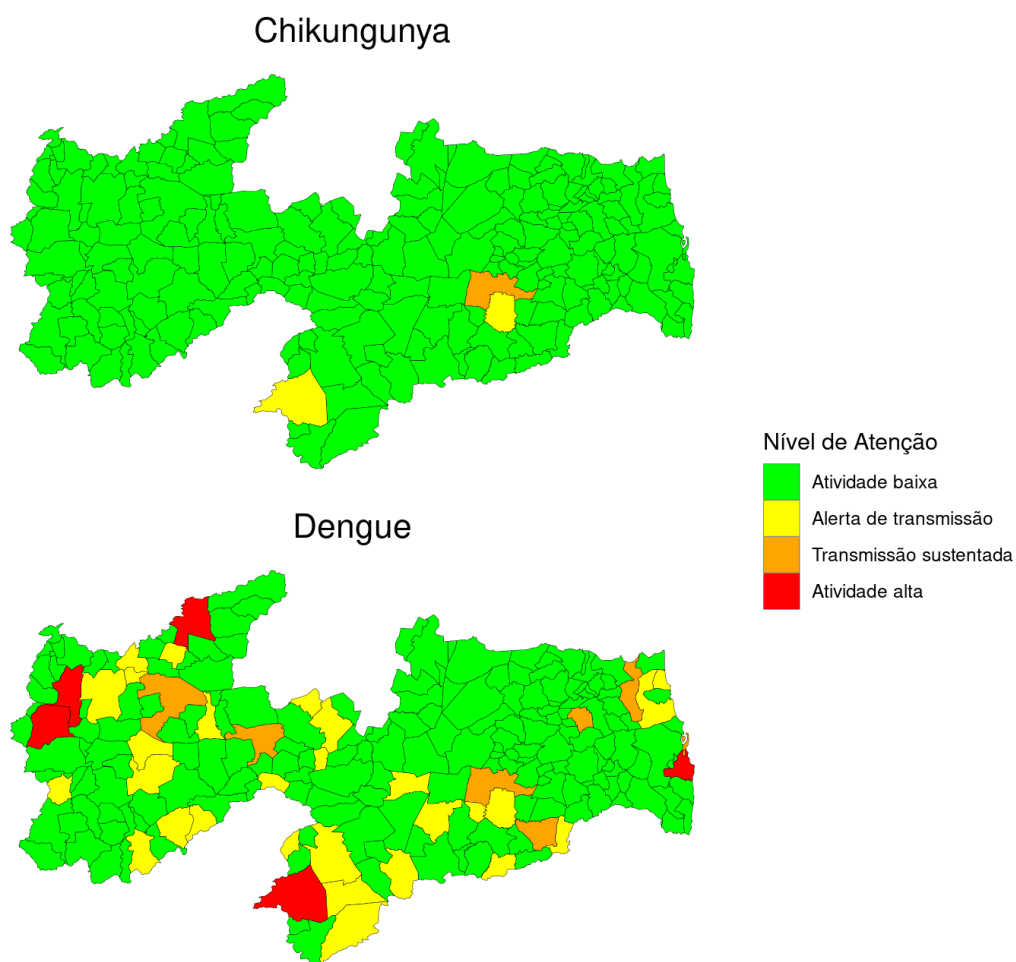 Chikungunya
Nível de Atenção
Atividade baixa
Alerta de transmissão
Transmissão sustentada
Atividade alta
Dengue